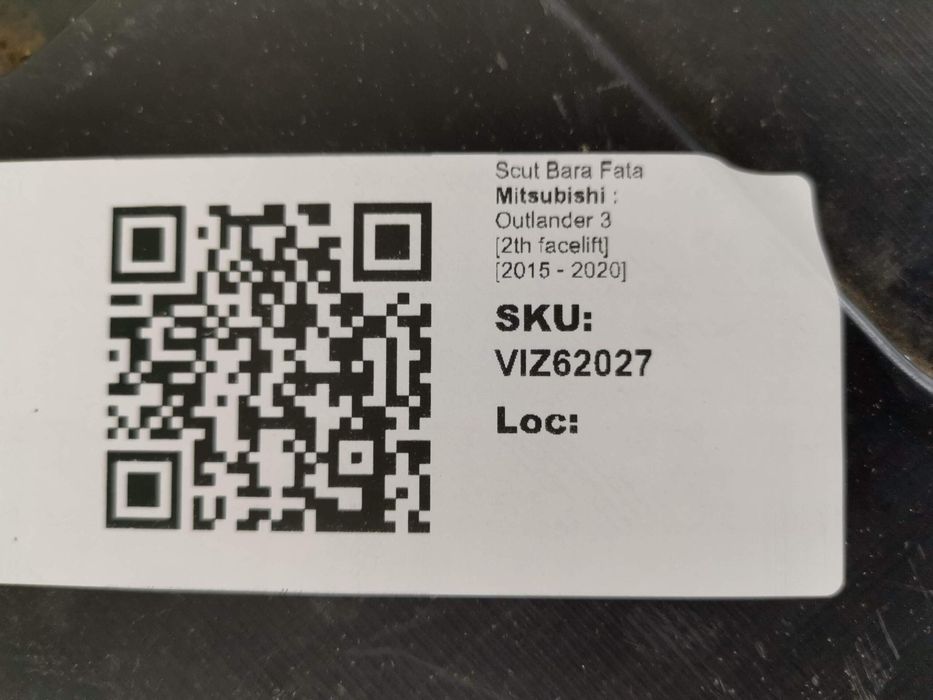 Scut Bara Fata
Mitsubishi :
Outlander 3
[2th facelift]
[2015 - 2020]
SKU:
VIZ62027
Loc: